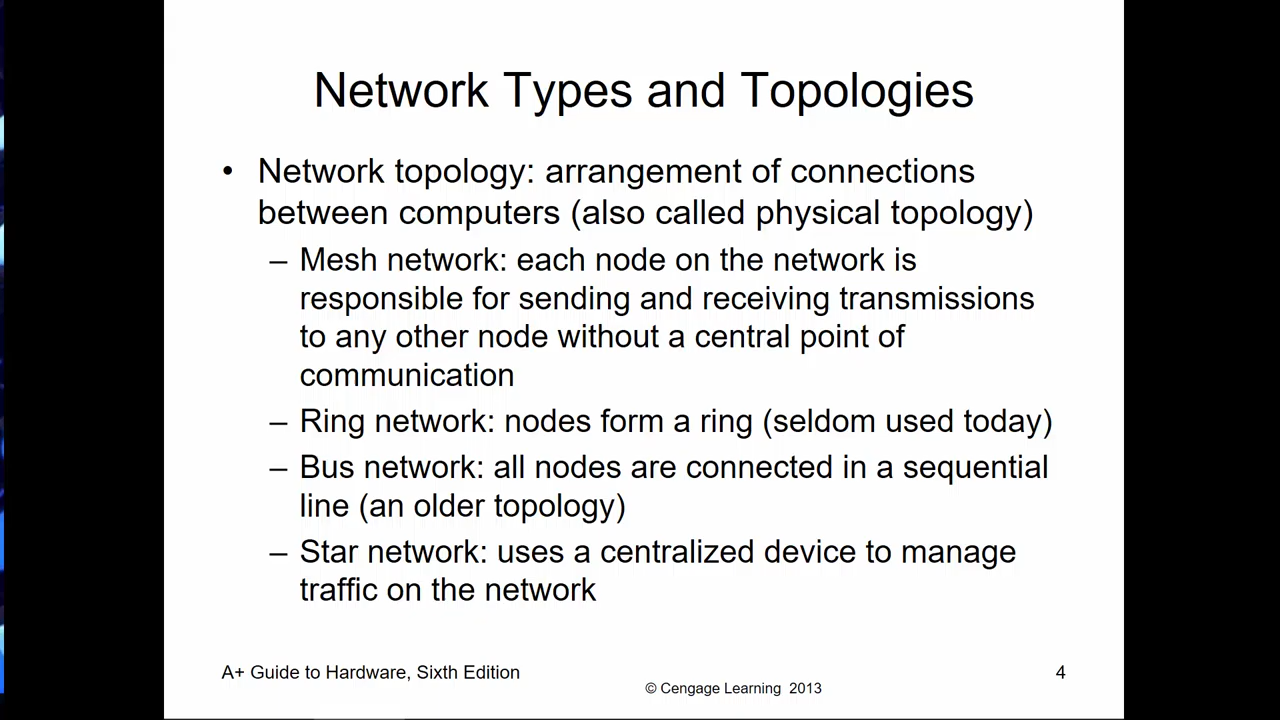 Network Types and Topologies
• Network topology: arrangement of connections
between computers (also called physical topology)
– Mesh network: each node on the network is
responsible for sending and receiving transmissions
to any other node without a central point of
communication
– Ring network: nodes form a ring (seldom used today)
– Bus network: all nodes are connected in a sequential
line (an older topology)
– Star network: uses a centralized device to manage
traffic on the network
A+ Guide to Hardware, Sixth Edition
4
© Cengage Learning 2013